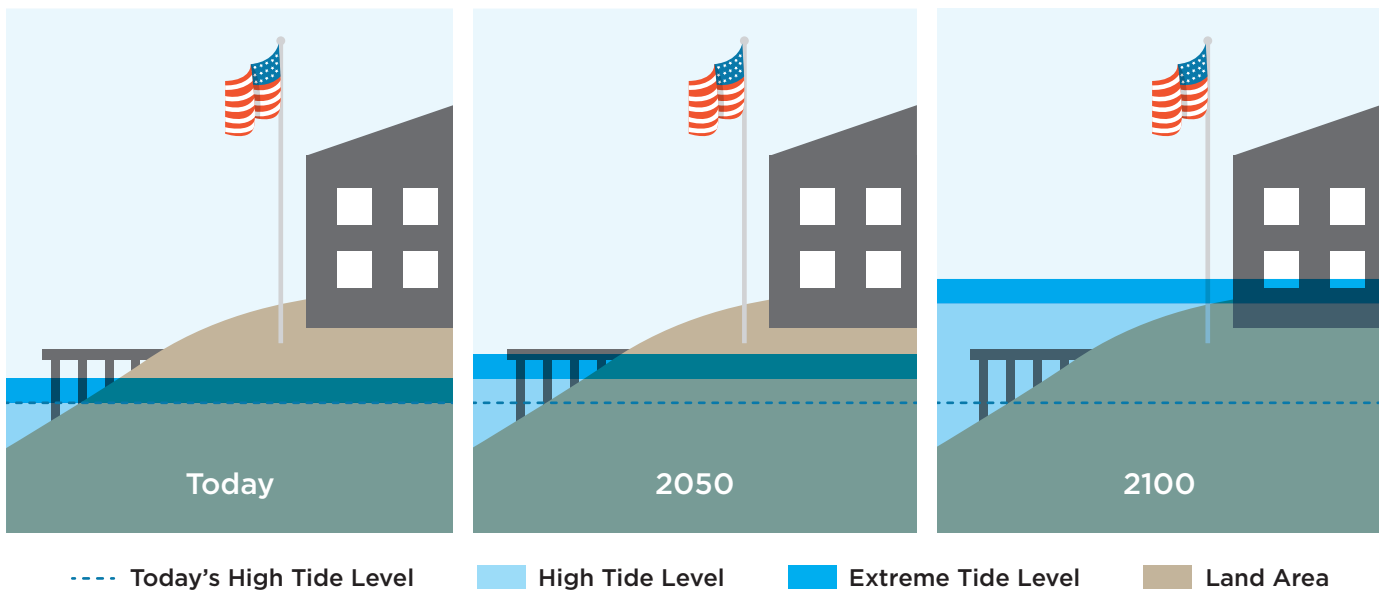 Today
2050
2100
Today's High Tide Level
High Tide Level
Extreme Tide Level
Land Area